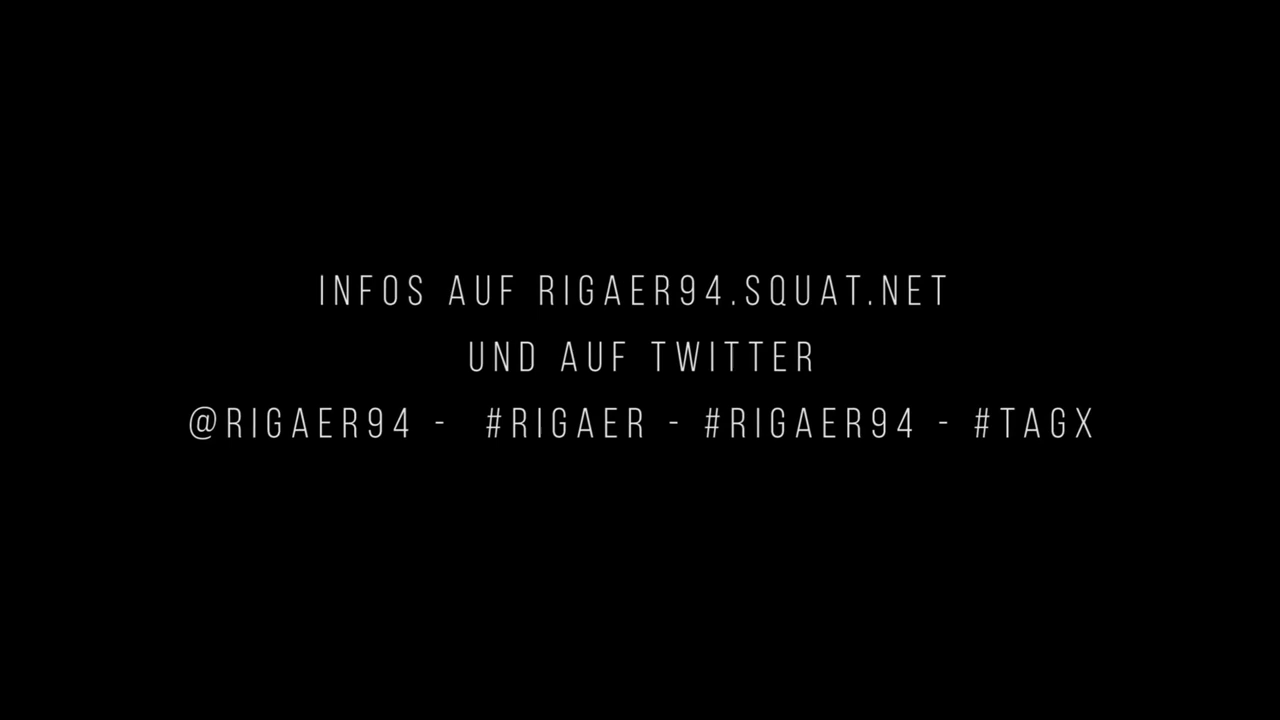 INFOS AUF RIGAER94.SQUAT.NET
UND AUF TWITTER
@RIGAER94 - #RIGAER - #RIGAER94 - #TAGX